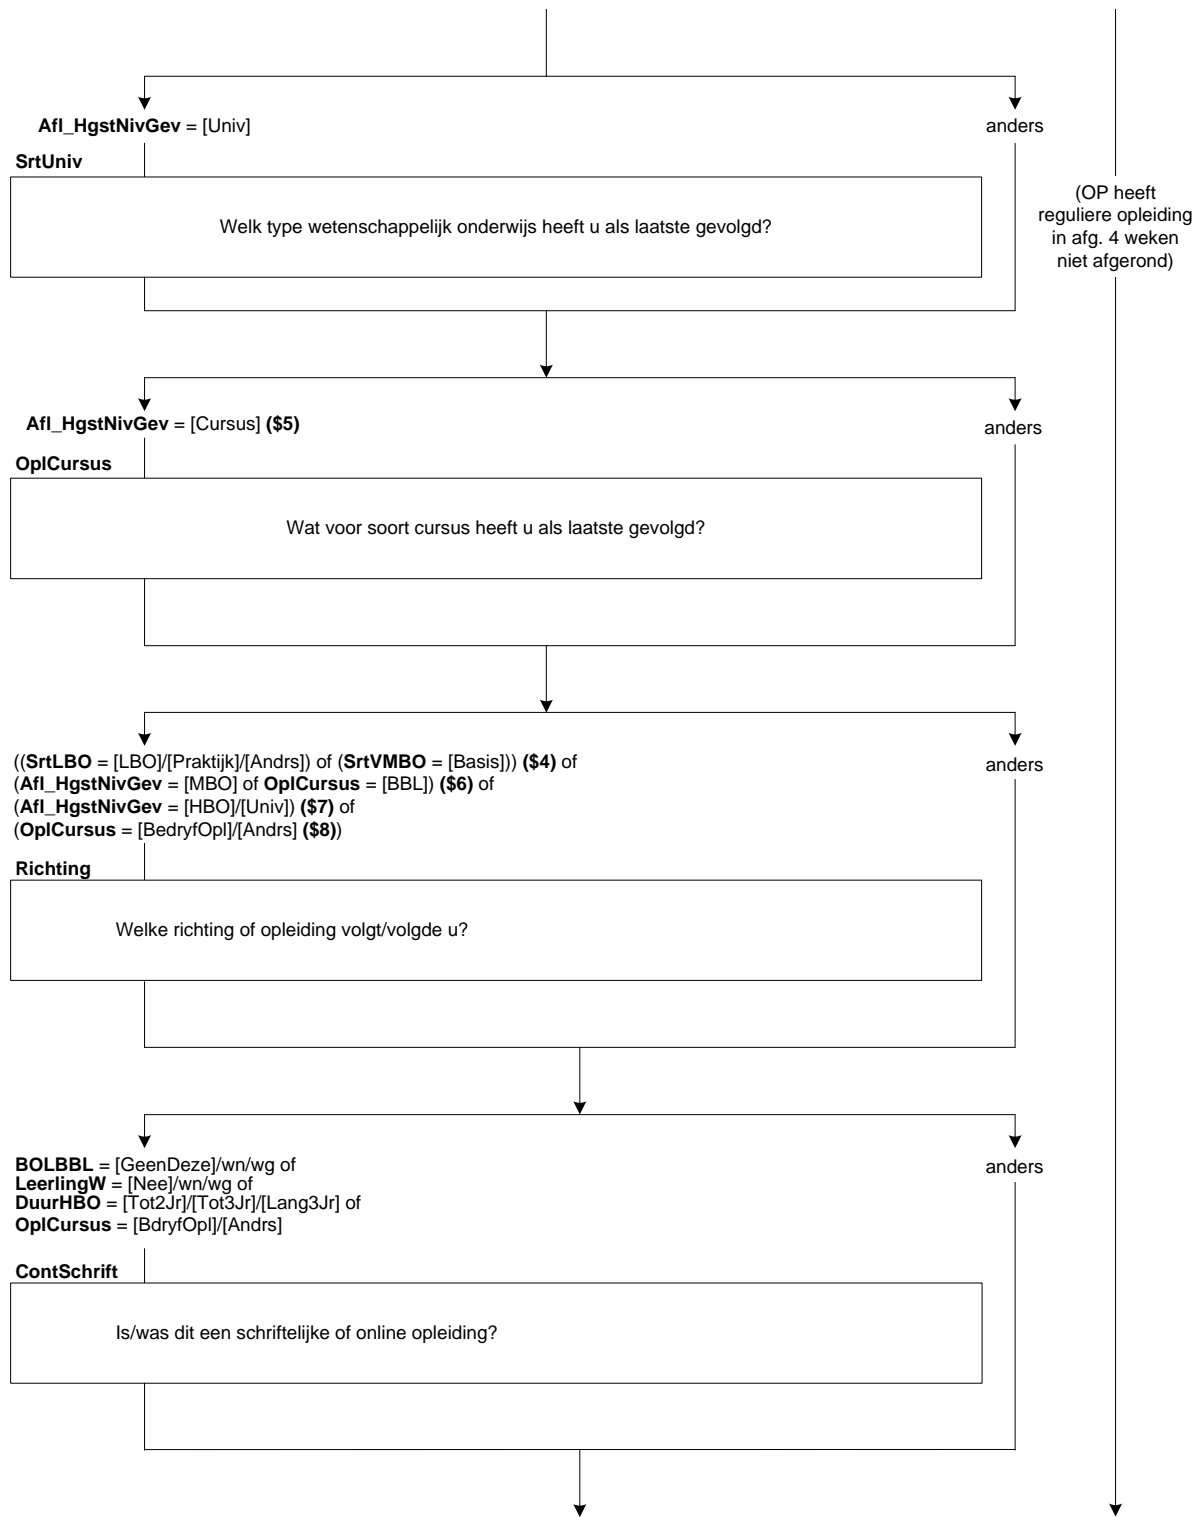 Afl_HgstNivGev = [Univ]
anders
SrtUniv
Welk type wetenschappelijk onderwijs heeft u als laatste gevolgd?
(OP heeft
reguliere opleiding
in afg. 4 weken
niet afgerond)
Afl_HgstNivGev = [Cursus] ($5)
anders
OplCursus
Wat voor soort cursus heeft u als laatste gevolgd?
((SrtLBO = [LBO]/[Praktijk]/[Andrs]) of (SrtVMBO = [Basis])) ($4) of
(Afl_HgstNivGev = [MBO] of OplCursus = [BBL]) ($6) of
(Afl_HgstNivGev = [HBO]/[Univ]) ($7) of
(OplCursus = [BedryfOpl]/[Andrs] ($8))
anders
Richting
Welke richting of opleiding volgt/volgde u?
BOLBBL = [GeenDeze]/wn/wg of
LeerlingW = [Nee]/wn/wg of
DuurHBO = [Tot2Jr]/[Tot3Jr]/[Lang3Jr] of
OplCursus = [BdryfOpl]/[Andrs]
anders
ContSchrift
Is/was dit een schriftelijke of online opleiding?